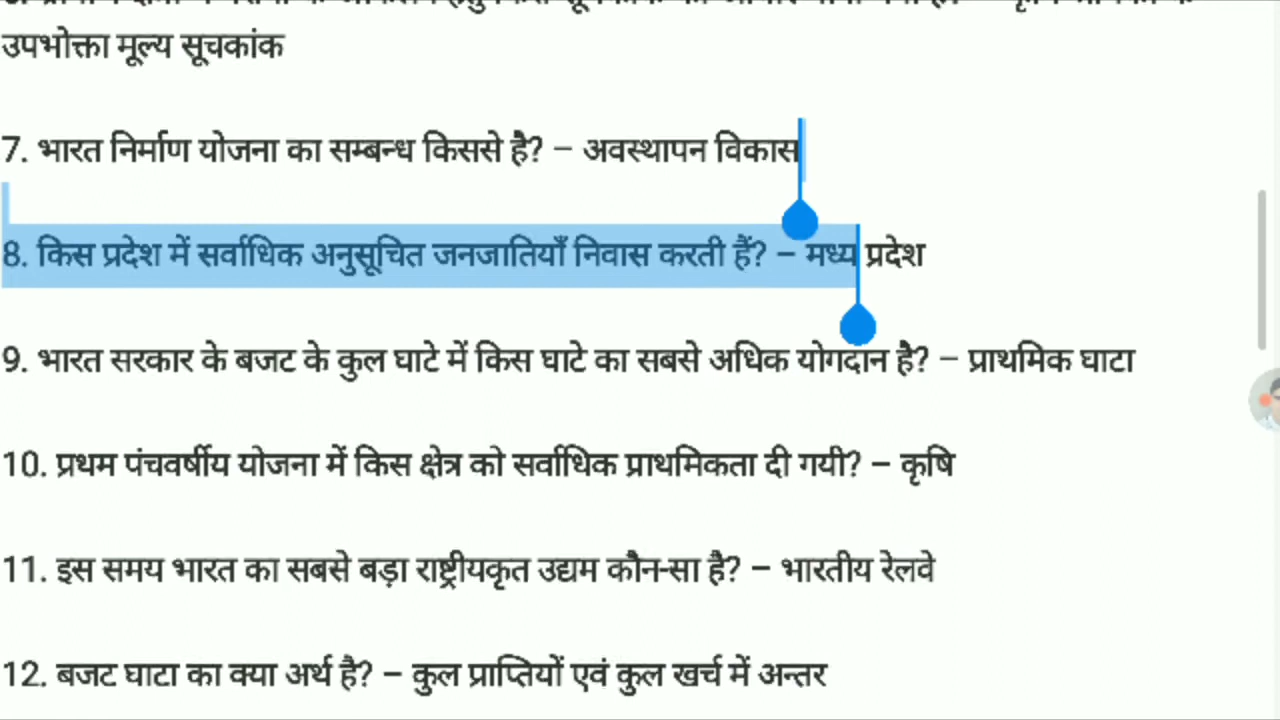 उपभोक्ता मूल्य सूचकांक
7. भारत निर्माण योजना का सम्बन्ध किससे है? – अवस्थापन विकास
8. किस प्रदेश में सर्वाधिक अनुसूचित जनजातियाँ निवास करती हैं? – मध्य प्रदेश
9. भारत सरकार के बजट के कुल घाटे में किस घाटे का सबसे अधिक योगदान है? – प्राथमिक घाटा
10. प्रथम पंचवर्षीय योजना में किस क्षेत्र को सर्वाधिक प्राथमिकता दी गयी? – कृषि
11. इस समय भारत का सबसे बड़ा राष्ट्रीयकृत उद्यम कौन-सा है? – भारतीय रेलवे
12. बजट घाटा का क्या अर्थ है? – कुल प्राप्तियों एवं कुल खर्च में अन्तर